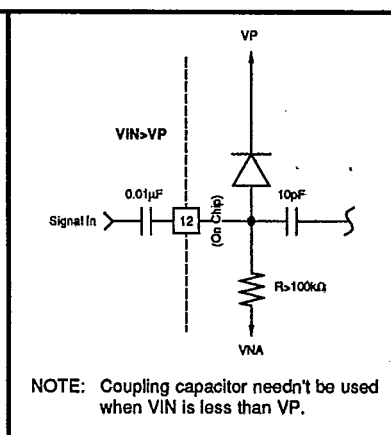 VP
VIN>VP
0.01µF
Signal In
12
(On Chip)
10pF
R>100kΩ
VNA
NOTE: Coupling capacitor needn't be used
when VIN is less than VP.